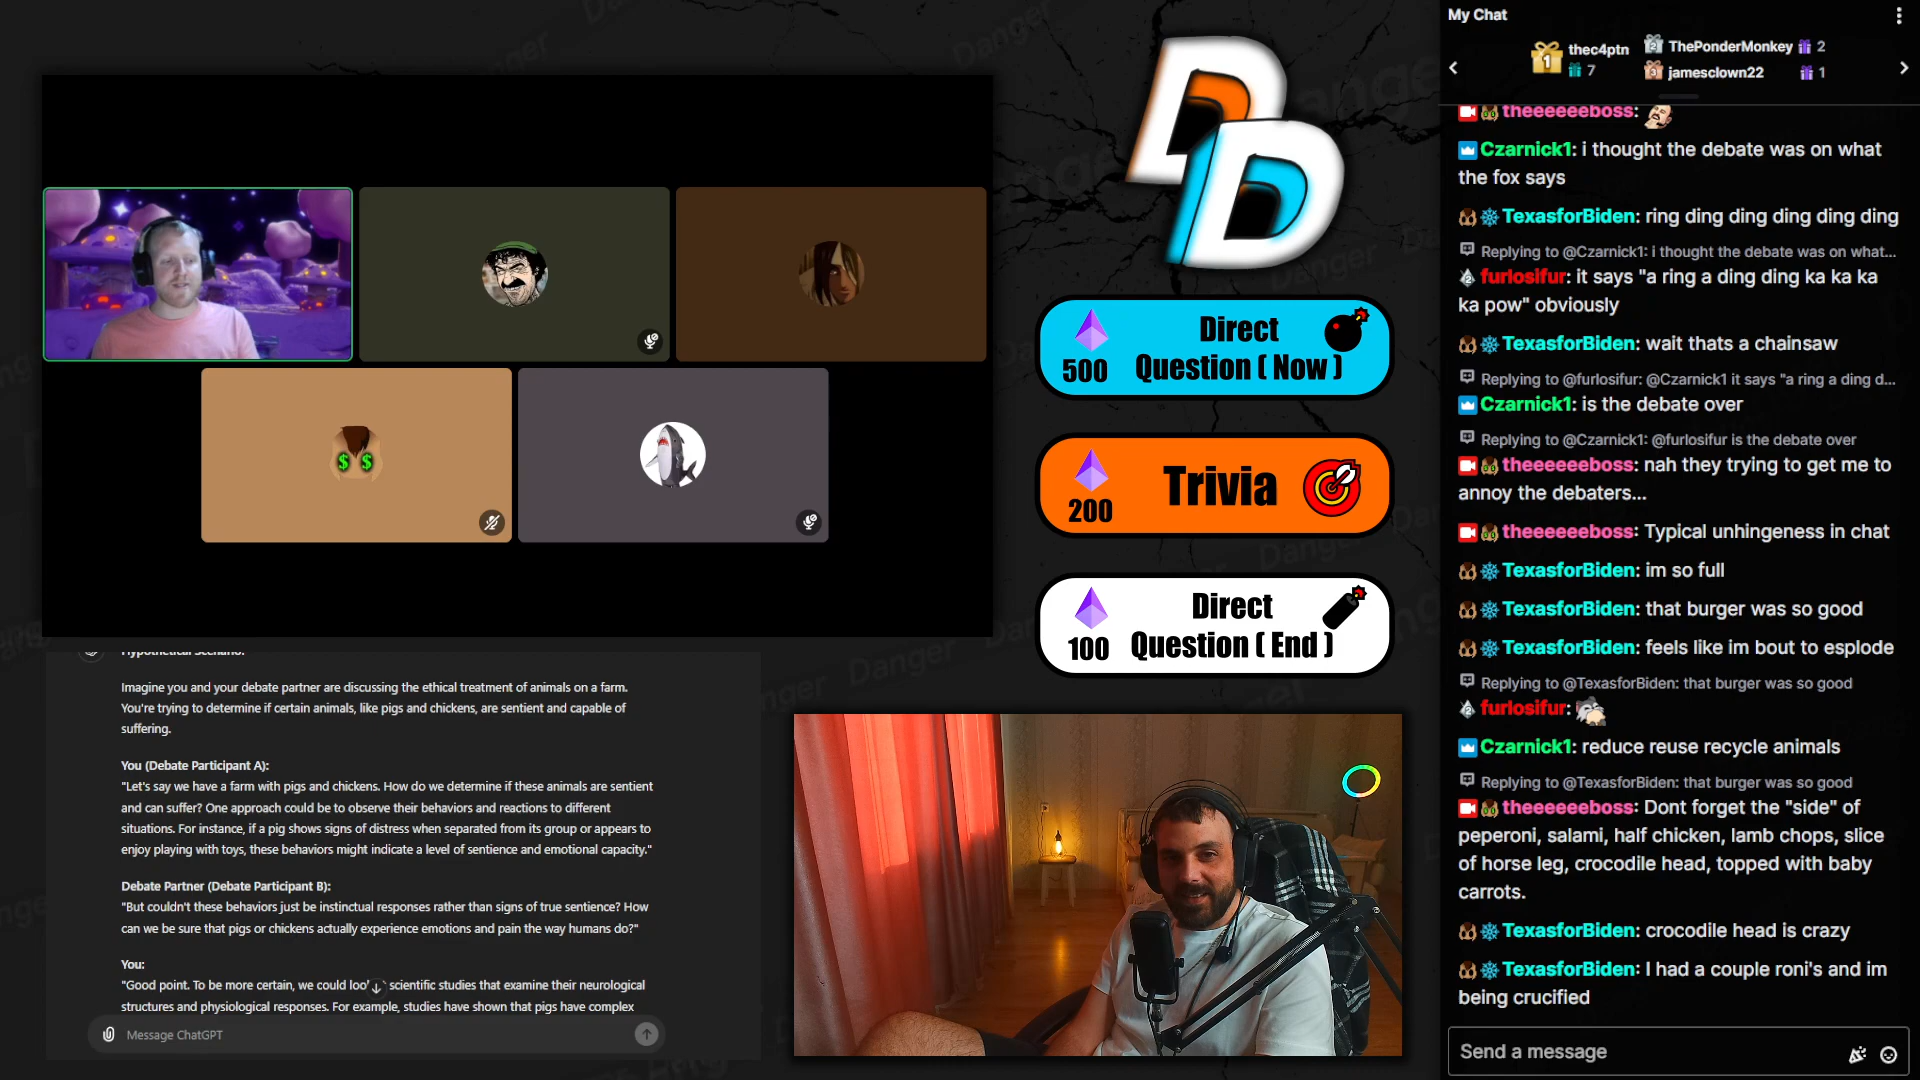 Direct
Question ( Now )
500
Trivia
200
Direct
Question ( End )
100
Danger
Hypothetical Scenario:
Imagine you and your debate partner are discussing the ethical treatment of animals on a farm.
You're trying to determine if certain animals, like pigs and chickens, are sentient and capable of
suffering.
You (Debate Participant A):
"Let's say we have a farm with pigs and chickens. How do we determine if these animals are sentient
and can suffer? One approach could be to observe their behaviors and reactions to different
situations. For instance, if a pig shows signs of distress when separated from its group or appears to
enjoy playing with toys, these behaviors might indicate a level of sentience and emotional capacity."
Debate Partner (Debate Participant B):
"But couldn't these behaviors just be instinctual responses rather than signs of true sentience? How
can we be sure that pigs or chickens actually experience emotions and pain the way humans do?"
You:
"Good point. To be more certain, we could loo scientific studies that examine their neurological
structures and physiological responses. For example, studies have shown that pigs have complex
Message ChatGPT
My Chat
1 thec4ptn
7
2 ThePonderMonkey 2
3 jamesclown22 1
theeeeeeboss:
Czarnick1: i thought the debate was on what
the fox says
TexasforBiden: ring ding ding ding ding ding
Replying to @Czarnick1: i thought the debate was on what...
furlosifur: it says "a ring a ding ding ka ka ka
ka pow" obviously
TexasforBiden: wait thats a chainsaw
Replying to @furlosifur: @Czarnick1 it says "a ring a ding d...
Czarnick1: is the debate over
Replying to @Czarnick1: @furlosifur is the debate over
theeeeeeboss: nah they trying to get me to
annoy the debaters...
theeeeeeboss: Typical unhingeness in chat
TexasforBiden: im so full
TexasforBiden: that burger was so good
TexasforBiden: feels like im bout to esplode
Replying to @TexasforBiden: that burger was so good
furlosifur:
Czarnick1: reduce reuse recycle animals
Replying to @TexasforBiden: that burger was so good
theeeeeeboss: Dont forget the "side" of
peperoni, salami, half chicken, lamb chops, slice
of horse leg, crocodile head, topped with baby
carrots.
TexasforBiden: crocodile head is crazy
TexasforBiden: I had a couple roni's and im
being crucified
Send a message